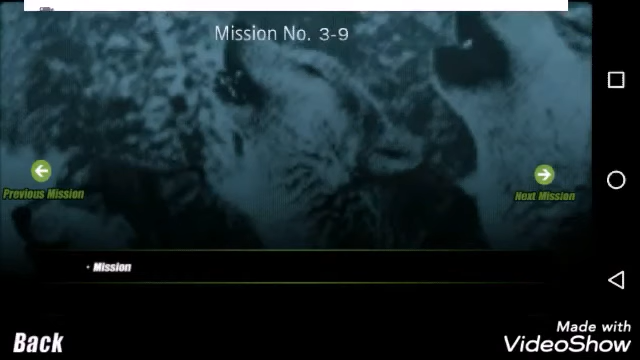 Mission No. 3-9
Previous Mission
Next Mission
• Mission
Back
Made with
VideoShow